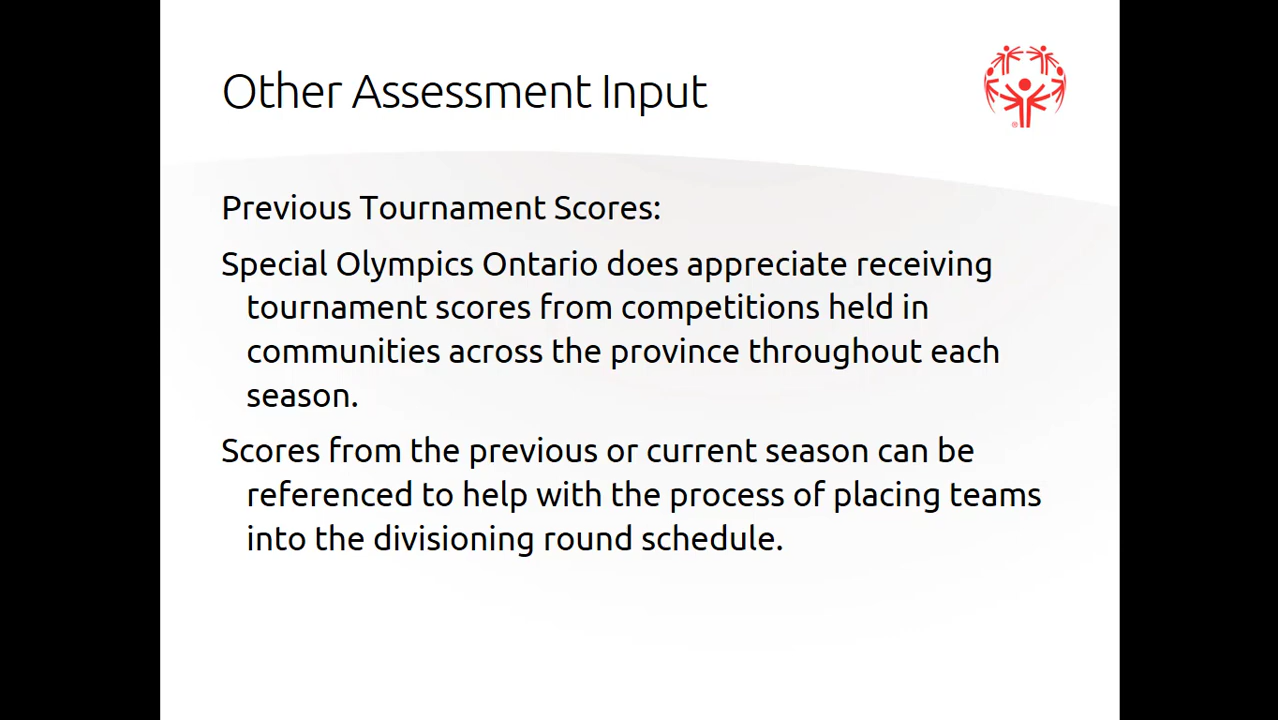 Other Assessment Input
®
Previous Tournament Scores:
Special Olympics Ontario does appreciate receiving
tournament scores from competitions held in
communities across the province throughout each
season.
Scores from the previous or current season can be
referenced to help with the process of placing teams
into the divisioning round schedule.